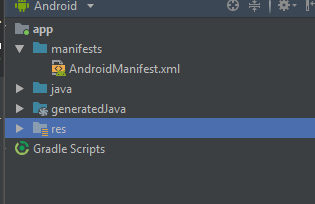 Android
app
manifests
AndroidManifest.xml
java
generatedJava
res
Gradle Scripts